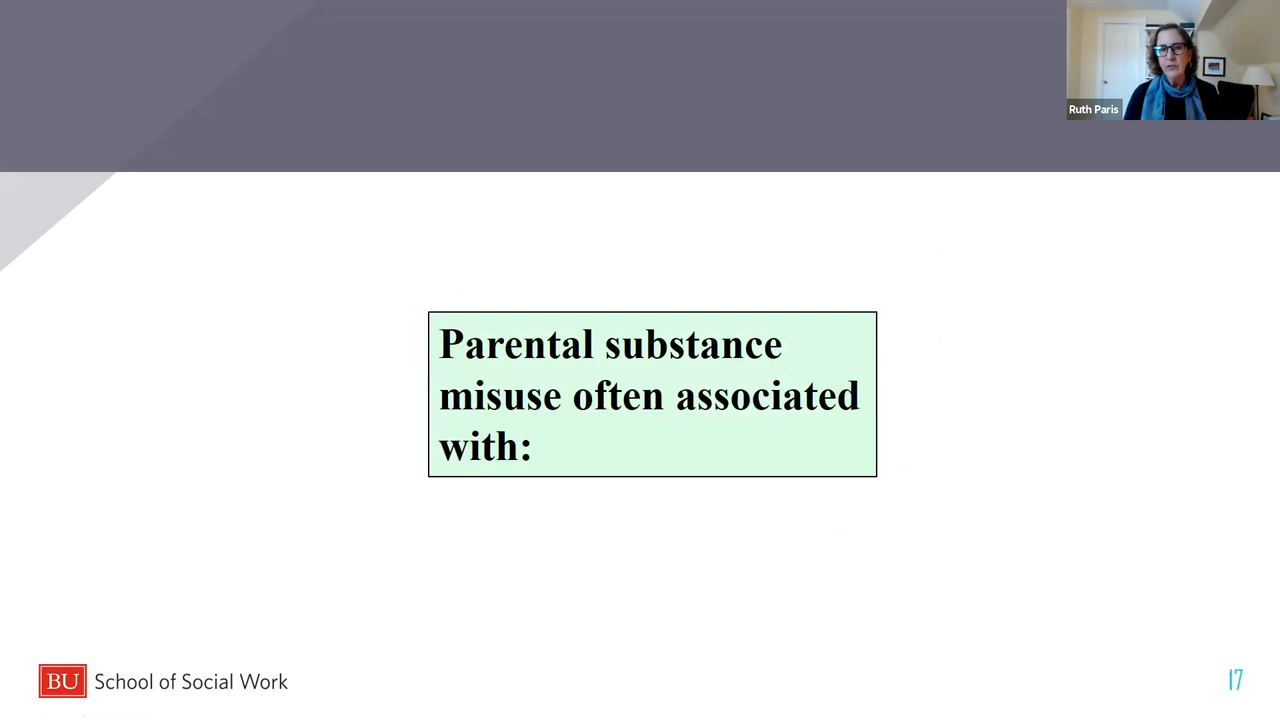 Ruth Paris
Parental substance
misuse often associated
with:
BU School of Social Work
17